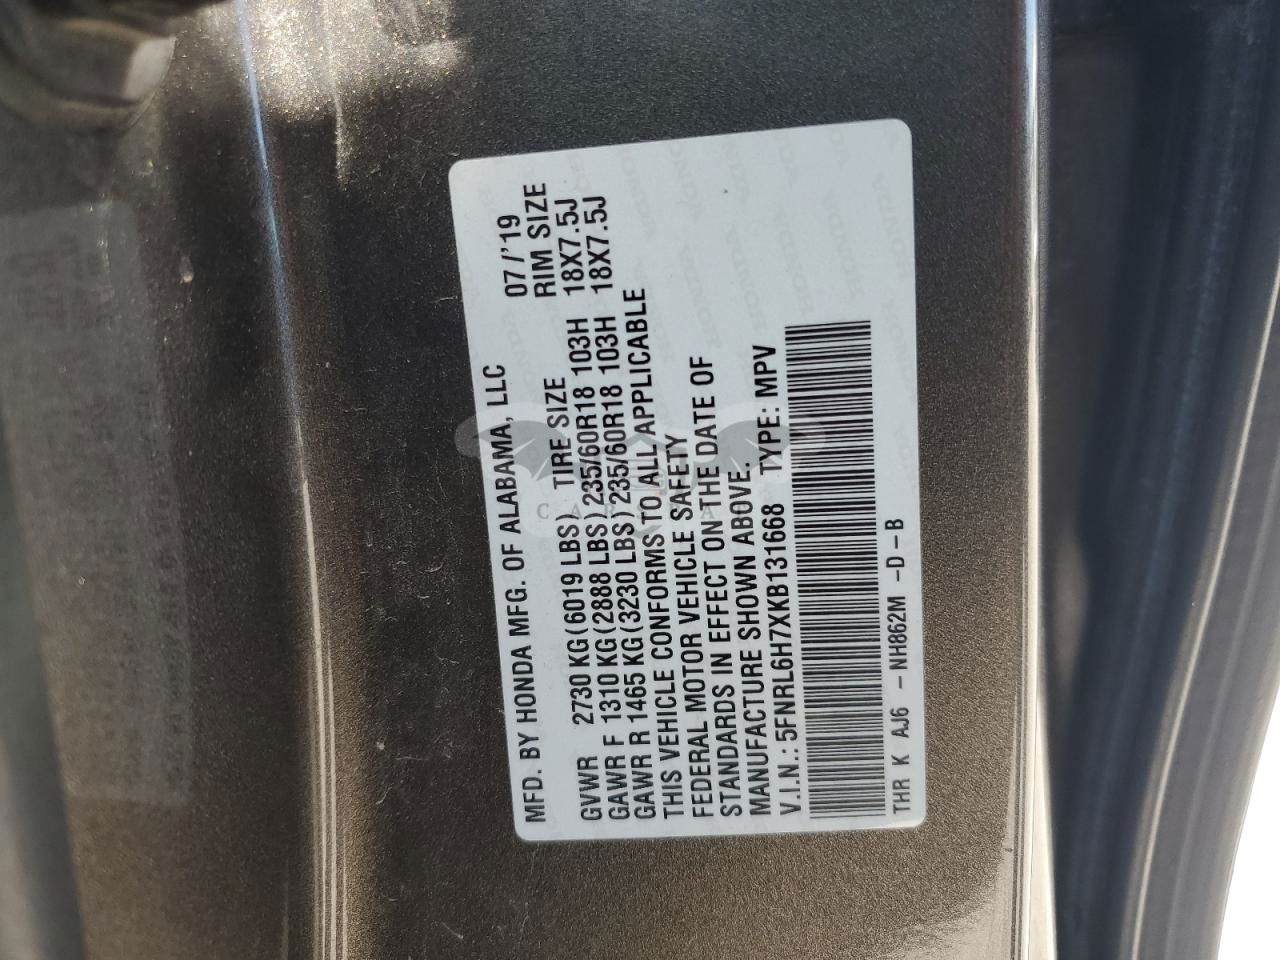 MFD. BY HONDA MFG. OF ALABAMA, LLC 07/'19
GVWR 2730 KG (6019 LBS) TIRE SIZE RIM SIZE
GAWR F 1310 KG (2888 LBS) 235/60R18 103H 18X7.5J
GAWR R 1465 KG (3230 LBS) 235/60R18 103H 18X7.5J
THIS VEHICLE CONFORMS TO ALL APPLICABLE
FEDERAL MOTOR VEHICLE SAFETY
STANDARDS IN EFFECT ON THE DATE OF
MANUFACTURE SHOWN ABOVE.
V.I.N.: 5FNRL6H7XKB131668 TYPE: MPV
THR K AJ6 -NH862M -D-B